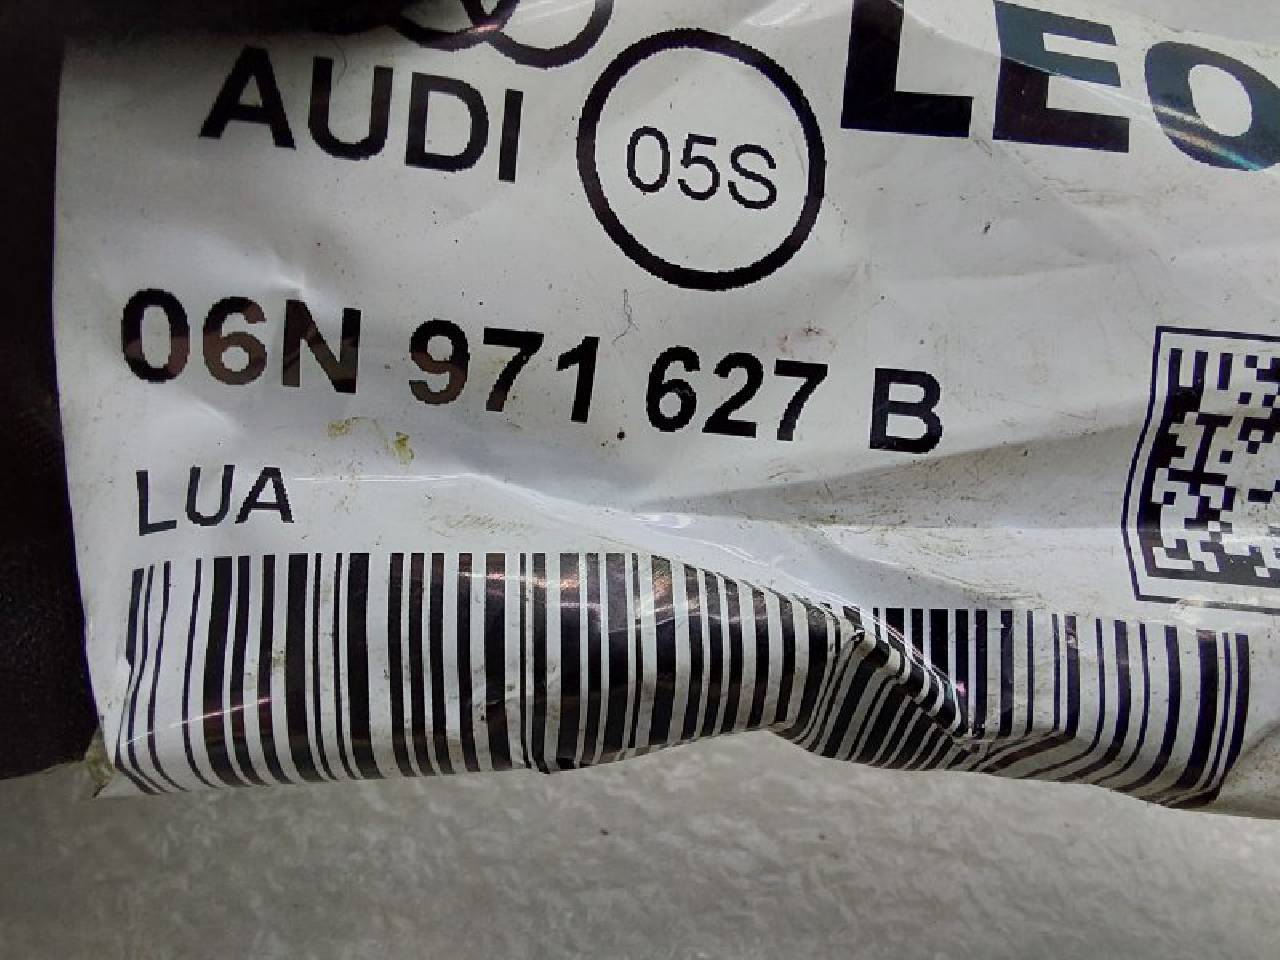 AUDI 05S LEO
06N 971 627 B
LUA